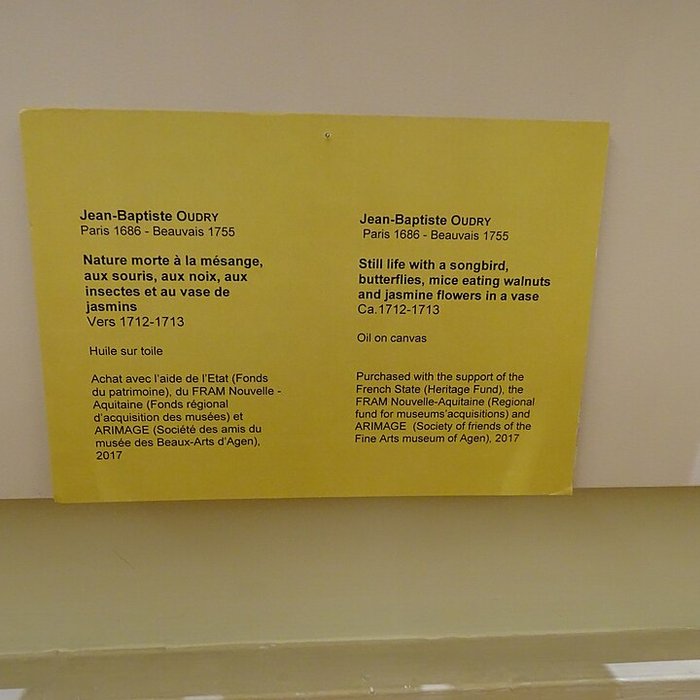 Jean-Baptiste OUDRY
Paris 1686 - Beauvais 1755
Nature morte à la mésange,
aux souris, aux noix, aux
insectes et au vase de
jasmins
Vers 1712-1713
Huile sur toile
Achat avec l'aide de l'Etat (Fonds
du patrimoine), du FRAM Nouvelle -
Aquitaine (Fonds régional
d'acquisition des musées) et
ARIMAGE (Société des amis du
musée des Beaux-Arts d'Agen),
2017
Jean-Baptiste OUDRY
Paris 1686 - Beauvais 1755
Still life with a songbird,
butterflies, mice eating walnuts
and jasmine flowers in a vase
Ca.1712-1713
Oil on canvas
Purchased with the support of the
French State (Heritage Fund), the
FRAM Nouvelle-Aquitaine (Regional
fund for museums'acquisitions) and
ARIMAGE (Society of friends of the
Fine Arts museum of Agen), 2017